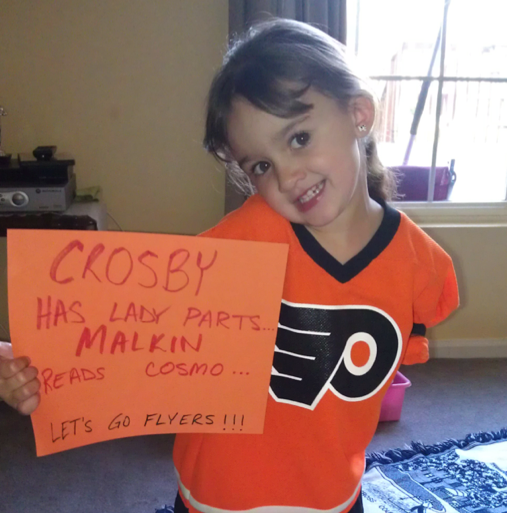 CROSBY
HAS LADY PARTS...
MALKIN
READS COSMO...
LET'S GO FLYERS!!!